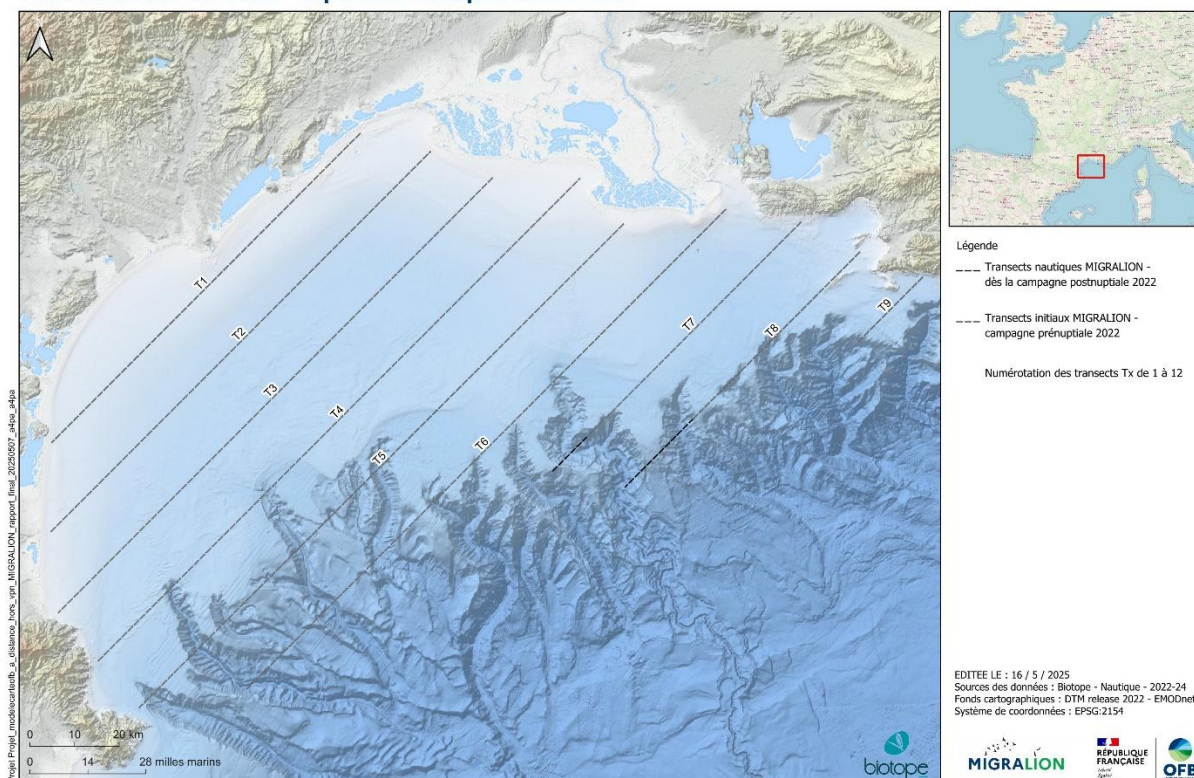 T1
T2
T3
T4
T5
T6
T7
T8
T9
0 10 20 km
0 14 28 milles marins
biotope
Légende
Transects nautiques MIGRALION -
dès la campagne postnuptiale 2022
Transects initiaux MIGRALION -
campagne prénuptiale 2022
Numérotation des transects Tx de 1 à 12
EDITEE LE : 16 / 5 / 2025
Sources des données : Biotope - Nautique - 2022-24
Fonds cartographiques : DTM release 2022 - EMODnet
Système de coordonnées : EPSG:2154
MIGRALION
RÉPUBLIQUE
FRANÇAISE
Liberté
Égalité
OFB